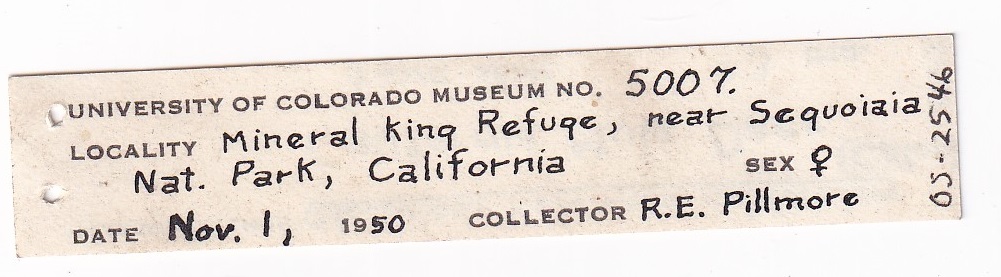 UNIVERSITY OF COLORADO MUSEUM NO. 5007.
LOCALITY Mineral King Refuge, near Sequoiaia
Nat. Park, California SEX ♀
DATE Nov. 1, 1950 COLLECTOR R.E. Pillmore
05-2546